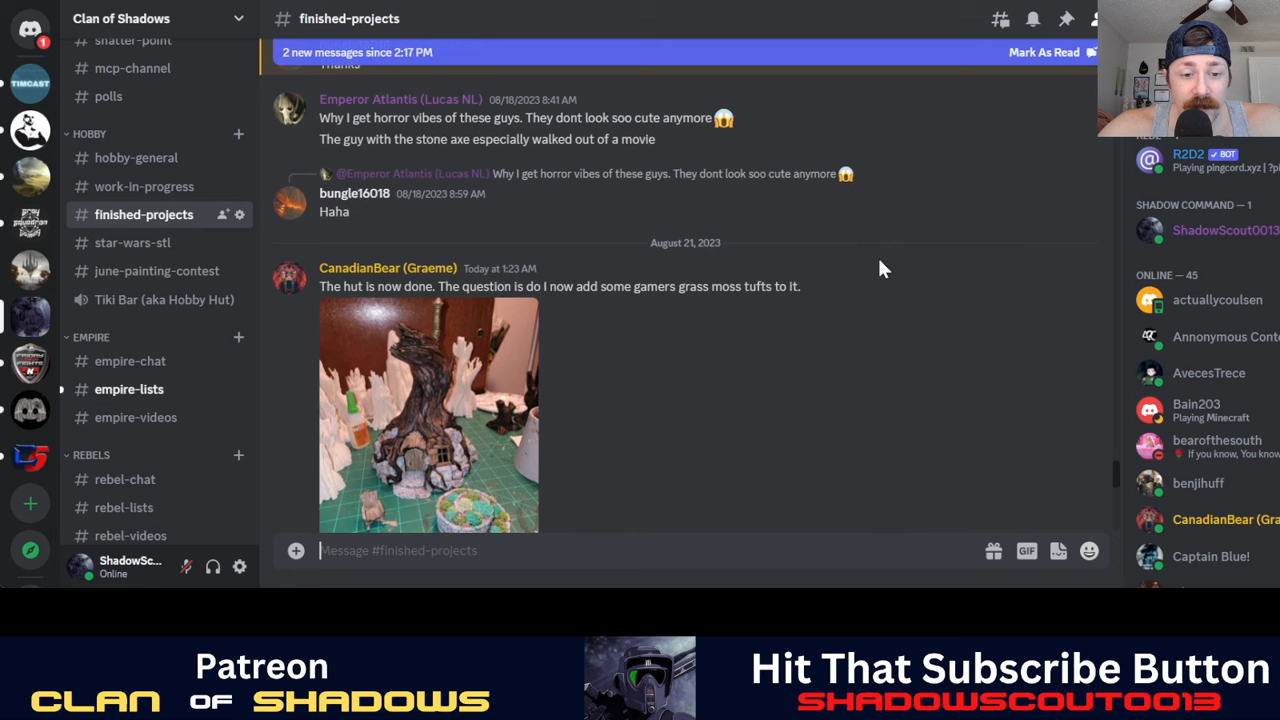 Clan of Shadows
shatter-point
mcp-channel
polls
HOBBY
hobby-general
work-in-progress
finished-projects
star-wars-stl
june-painting-contest
Tiki Bar (aka Hobby Hut)
EMPIRE
empire-chat
empire-lists
empire-videos
REBELS
rebel-chat
rebel-lists
rebel-videos
ShadowSc...
Online
1
TIMCAST
finished-projects
2 new messages since 2:17 PM
Mark As Read
Thanks
Emperor Atlantis (Lucas NL) 08/18/2023 8:41 AM
Why I get horror vibes of these guys. They dont look soo cute anymore
The guy with the stone axe especially walked out of a movie
@Emperor Atlantis (Lucas NL) Why I get horror vibes of these guys. They dont look soo cute anymore
bungle16018 08/18/2023 8:59 AM
Haha
August 21, 2023
CanadianBear (Graeme) Today at 1:23 AM
The hut is now done. The question is do I now add some gamers grass moss tufts to it.
Message #finished-projects
GIF
R2D2 BOT
Playing pingcord.xyz | ?
SHADOW COMMAND — 1
ShadowScout0013
ONLINE — 45
actuallycoulsen
Annonymous Cont
AvecesTrece
Bain203
Playing Minecraft
bearofthesouth
If you know, You know
benjihuff
CanadianBear (Gra
Captain Blue!
Patreon
CLAN OF SHADOWS
Hit That Subscribe Button
SHADOWSCOUT0013